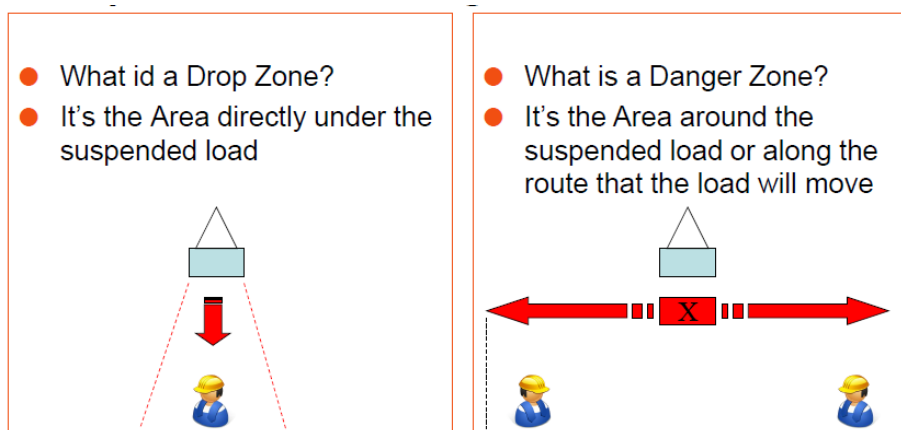 What id a Drop Zone?
It's the Area directly under the
suspended load
What is a Danger Zone?
It's the Area around the
suspended load or along the
route that the load will move
X